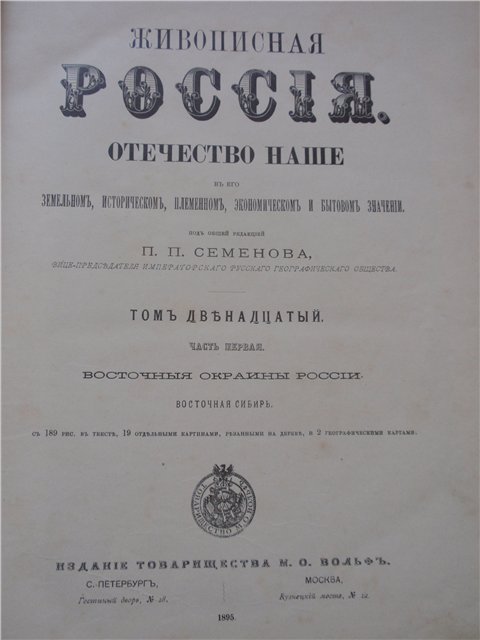 ЖИВОПИСНАЯ
РОССІЯ.
ОТЕЧЕСТВО НАШЕ
ВЪ ЕГО
ЗЕМЕЛЬНОМЪ, ИСТОРИЧЕСКОМЪ, ПЛЕМЕННОМЪ, ЭКОНОМИЧЕСКОМЪ И БЫТОВОМЪ ЗНАЧЕНІИ.
ПОДЪ ОБЩЕЙ РЕДАКЦІЕЙ
П. П. СЕМЕНОВА,
ВИЦЕ-ПРЕДСѢДАТЕЛЯ ИМПЕРАТОРСКАГО РУССКАГО ГЕОГРАФИЧЕСКАГО ОБЩЕСТВА.
ТОМЪ ДВѢНАДЦАТЫЙ.
ЧАСТЬ ПЕРВАЯ.
ВОСТОЧНЫЯ ОКРАИНЫ РОССІИ.
ВОСТОЧНАЯ СИБИРЬ.
СЪ 189 РИС. ВЪ ТЕКСТѢ, 19 ОТДѢЛЬНЫМИ КАРТИНАМИ, РѢЗАННЫМИ НА ДЕРЕВѢ, И 2 ГЕОГРАФИЧЕСКИМИ КАРТАМИ.
ТОВАРИЩЕСТВО М О ВОЛЬФЪ
ИЗДАНІЕ ТОВАРИЩЕСТВА М. О. ВОЛЬФЪ.
С.-ПЕТЕРБУРГЪ, МОСКВА,
Гостиный дворъ, № 18. Кузнецкій мостъ, № 12.
1895.